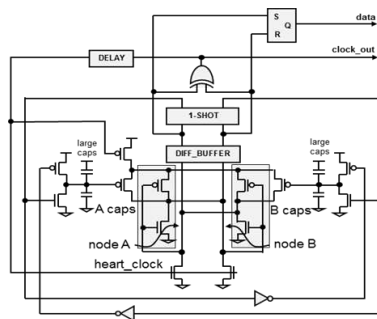 S
Q
R
data
DELAY
clock_out
1-SHOT
large
caps
DIFF_BUFFER
large
caps
A caps
B caps
node A
node B
heart_clock